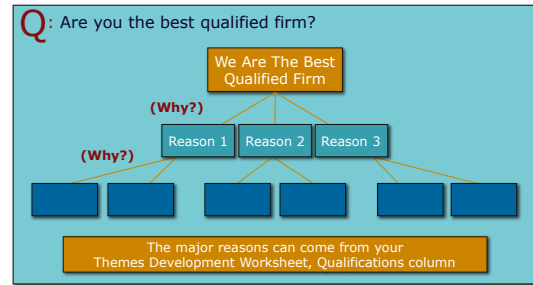 Q: Are you the best qualified firm?
We Are The Best
Qualified Firm
(Why?)
Reason 1
Reason 2
Reason 3
(Why?)
The major reasons can come from your
Themes Development Worksheet, Qualifications column